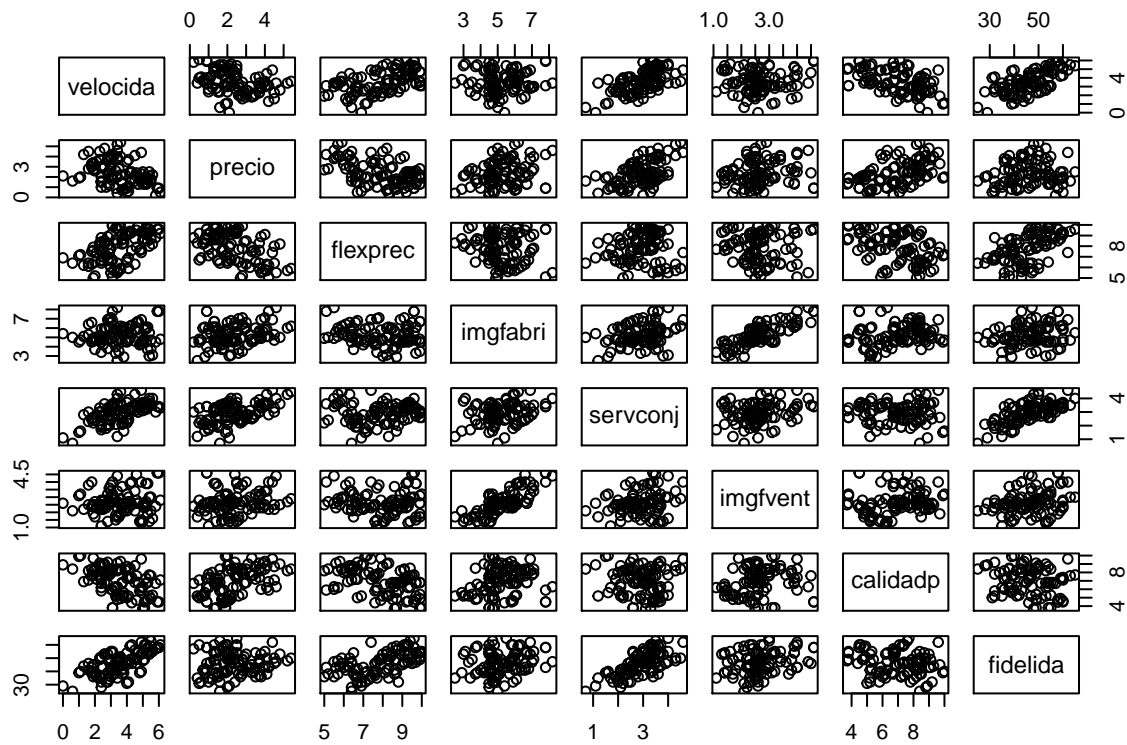 0 2 4 3 5 7 1.0 3.0 30 50
velocida 0 4
0 3 precio
flexprec 5 8
3 7 imgfabri
servconj 1 4
1.0 4.5 imgfvent
calidadp 4 8
30 fidelida
0 2 4 6 5 7 9 1 3 4 6 8